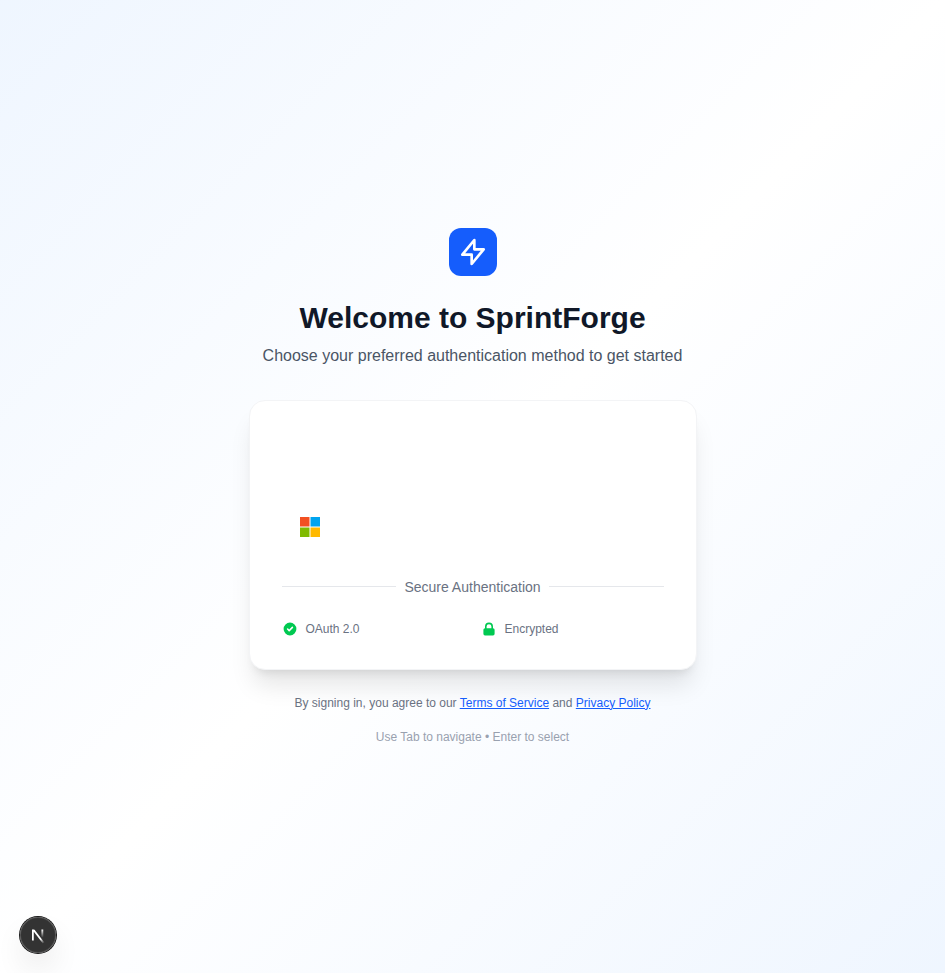 Welcome to SprintForge
Choose your preferred authentication method to get started
Secure Authentication
OAuth 2.0
Encrypted
By signing in, you agree to our Terms of Service and Privacy Policy
Use Tab to navigate • Enter to select